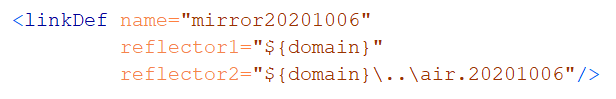 <linkDef name="mirror20201006"
reflector1="${domain}"
reflector2="${domain}\..\air.20201006"/>